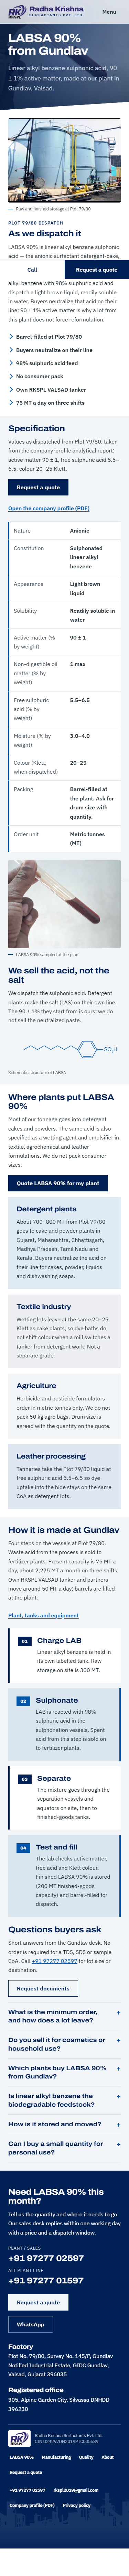 Radha Krishna
SURFACTANTS PVT. LTD.
Menu
LABSA 90%
from Gundlav
Linear alkyl benzene sulphonic acid, 90
± 1% active matter, made at our plant in
Gundlav, Valsad.
Raw and finished storage at Plot 79/80
PLOT 79/80 DISPATCH
As we dispatch it
LABSA 90% is linear alkyl benzene sulphonic
acid — the anionic surfactant detergent-cake,
Call
Request a quote
alkyl benzene with 98% sulphuric acid and
dispatch a light brown liquid, readily soluble
in water. Buyers neutralize it on their own
line; 90 ± 1% active matter is why a lot from
this plant does not force reformulation.
Barrel-filled at Plot 79/80
Buyers neutralize on their line
98% sulphuric acid feed
No consumer pack
Own RKSPL VALSAD tanker
75 MT a day on three shifts
Specification
Values as dispatched from Plot 79/80, taken
from the company-profile analytical report:
active matter 90 ± 1, free sulphuric acid 5.5–
6.5, colour 20–25 Klett.
Request a quote
Open the company profile (PDF)
Nature
Anionic
Constitution
Sulphonated
linear alkyl
benzene
Appearance
Light brown
liquid
Solubility
Readily soluble in
water
Active matter (%
by weight)
90 ± 1
Non-degistible oil
matter (% by
weight)
1 max
Free sulphuric
acid (% by
weight)
5.5–6.5
Moisture (% by
weight)
3.0–4.0
Colour (Klett,
when dispatched)
20–25
Packing
Barrel-filled at
the plant. Ask for
drum size with
quantity.
Order unit
Metric tonnes
(MT)
LABSA 90% sampled at the plant
We sell the acid, not the
salt
We dispatch the sulphonic acid. Detergent
plants make the salt (LAS) on their own line.
The 90 ± 1% they start from is ours; we do
not sell the neutralized paste.
SO₃H
Schematic structure of LABSA
Where plants put LABSA
90%
Most of our tonnage goes into detergent
cakes and powders. The same acid is also
specified as a wetting agent and emulsifier in
textile, agrochemical and leather
formulations. We do not pack consumer
sizes.
Quote LABSA 90% for my plant
Detergent plants
About 700–800 MT from Plot 79/80
goes to cake and powder plants in
Gujarat, Maharashtra, Chhattisgarh,
Madhya Pradesh, Tamil Nadu and
Kerala. Buyers neutralize the acid on
their line for cakes, powder, liquids
and dishwashing soaps.
Textile industry
Wetting lots leave at the same 20–25
Klett as cake plants, so dye baths do
not shift colour when a mill switches a
tanker from detergent work. Not a
separate grade.
Agriculture
Herbicide and pesticide formulators
order in metric tonnes only. We do not
pack 50 kg agro bags. Drum size is
agreed with the quantity on the quote.
Leather processing
Tanneries take the Plot 79/80 liquid at
free sulphuric acid 5.5–6.5 so dye
uptake into the hide stays on the same
CoA as detergent lots.
How it is made at Gundlav
Four steps on the vessels at Plot 79/80.
Waste acid from the process is sold to
fertilizer plants. Present capacity is 75 MT a
day, about 2,275 MT a month on three shifts.
Own RKSPL VALSAD tanker and partners
move around 50 MT a day; barrels are filled
at the plant.
Plant, tanks and equipment
01
Charge LAB
Linear alkyl benzene is held in
its own labelled tank. Raw
storage on site is 300 MT.
02
Sulphonate
LAB is reacted with 98%
sulphuric acid in the
sulphonation vessels. Spent
acid from this step is sold on
to fertilizer plants.
03
Separate
The mixture goes through the
separation vessels and
aquators on site, then to
finished-goods tanks.
04
Test and fill
The lab checks active matter,
free acid and Klett colour.
Finished LABSA 90% is stored
(200 MT finished-goods
capacity) and barrel-filled for
dispatch.
Questions buyers ask
Short answers from the Gundlav desk. No
order is required for a TDS, SDS or sample
CoA. Call +91 97277 02597 for lot size or
destination.
Request documents
What is the minimum order,
and how does a lot leave?
+
Do you sell it for cosmetics or
household use?
+
Which plants buy LABSA 90%
from Gundlav?
+
Is linear alkyl benzene the
biodegradable feedstock?
+
How is it stored and moved?
+
Can I buy a small quantity for
personal use?
+
Need LABSA 90% this
month?
Tell us the quantity and where it needs to go.
Our sales desk replies within one working day
with a price and a dispatch window.
PLANT / SALES
+91 97277 02597
ALT PLANT LINE
+91 97277 01597
Request a quote
WhatsApp
Factory
Plot No. 79/80, Survey No. 145/P, Gundlav
Notified Industrial Estate, GIDC Gundlav,
Valsad, Gujarat 396035
Registered office
305, Alpine Garden City, Silvassa DNHDD
396230
Radha Krishna Surfactants Pvt. Ltd.
LABSA 90%
Manufacturing
Quality
About
Request a quote
+91 97277 02597
rkspl2019@gmail.com
Company profile (PDF)
Privacy policy